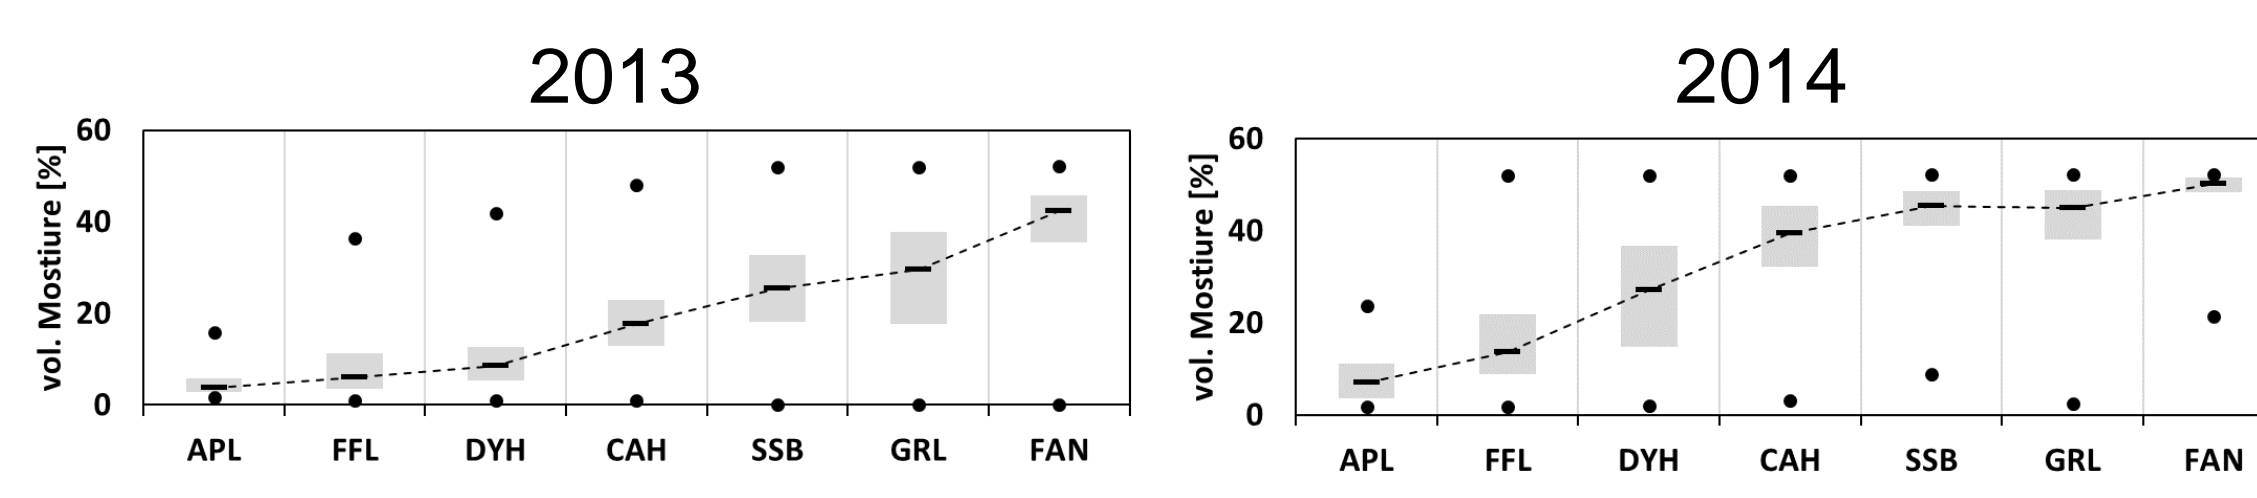 2013
vol. Mostiure [%]
60
40
20
0
APL FFL DYH CAH SSB GRL FAN
2014
vol. Mostiure [%]
60
40
20
0
APL FFL DYH CAH SSB GRL FAN